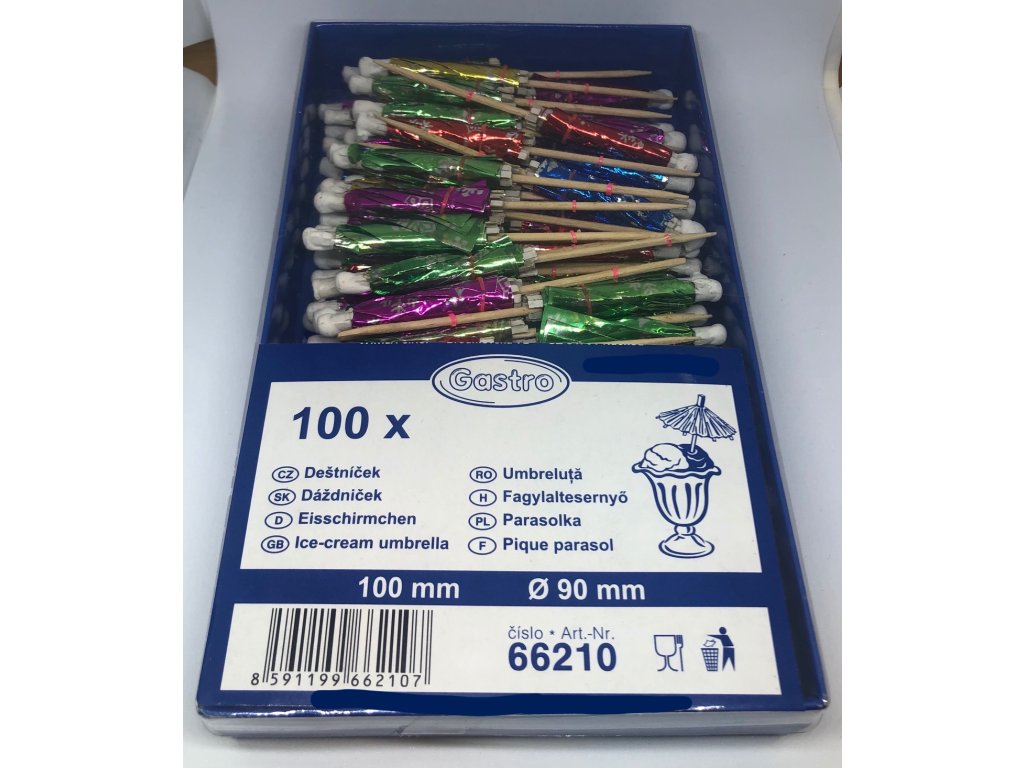 Gastro
100 x
CZ Deštníček
SK Dáždniček
D Eisschirmchen
GB Ice-cream umbrella
RO Umbreluţă
H Fagylaltesernyő
PL Parasolka
F Pique parasol
100 mm Ø 90 mm
číslo * Art.-Nr.
66210
8 591199 662107